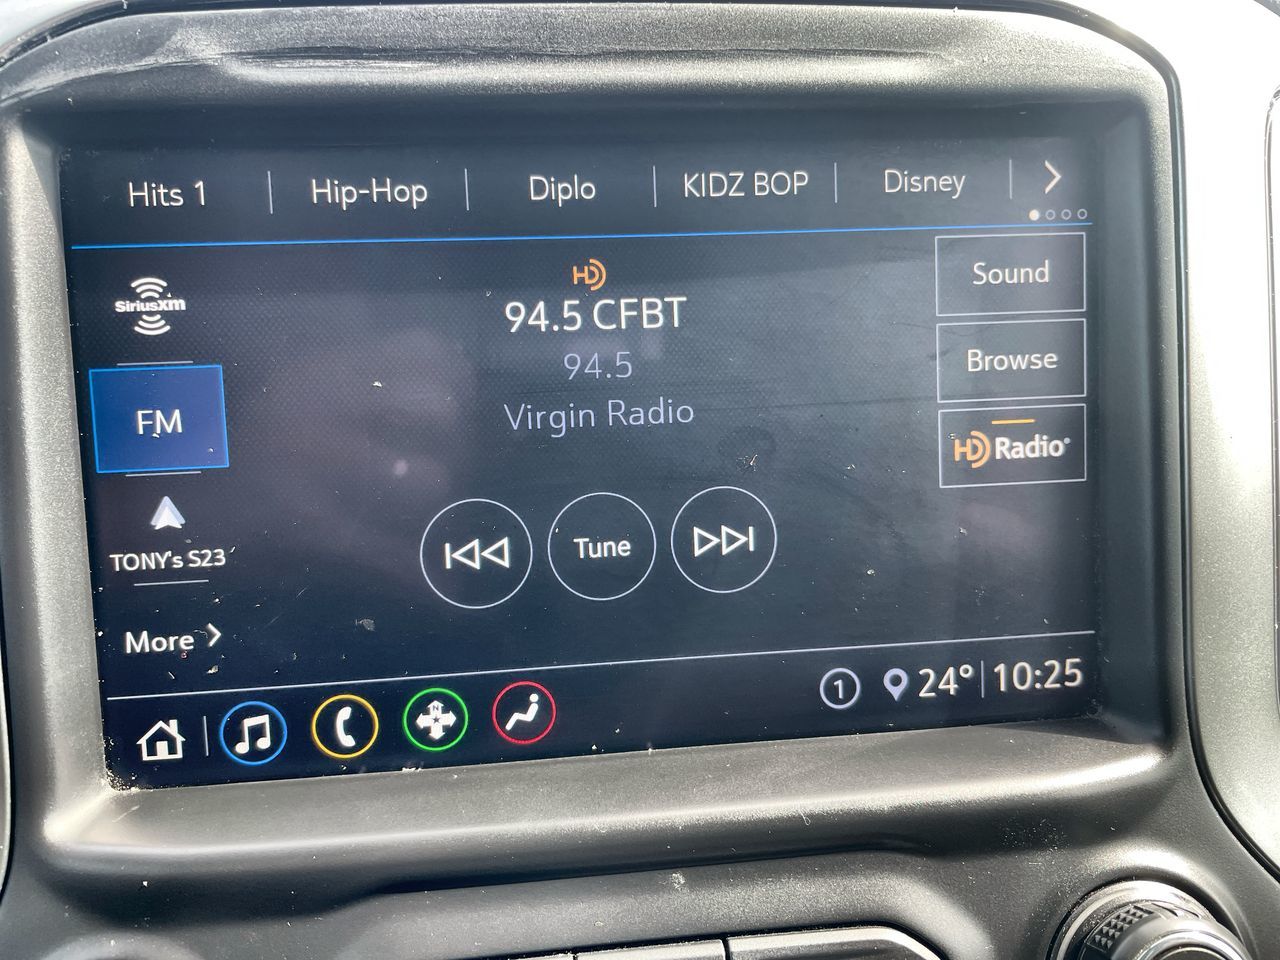 Hits 1
Hip-Hop
Diplo
KIDZ BOP
Disney
SiriusXM
HD
94.5 CFBT
94.5
Virgin Radio
Sound
Browse
HD Radio
FM
TONY's S23
More
Tune
N
1
24°
10:25